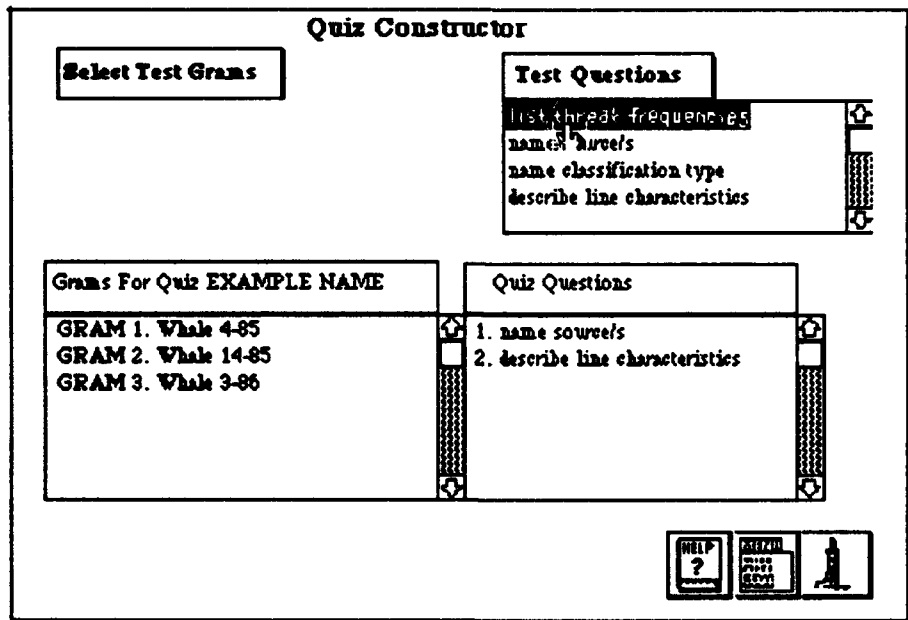 Quiz Constructor
Select Test Grams
Test Questions
list threat frequencies
name classification type
describe line characteristics
Grams For Quiz EXAMPLE NAME
Quiz Questions
GRAM 1. Whale 4-85
GRAM 2. Whale 14-85
GRAM 3. Whale 3-86
1. name source/s
2. describe line characteristics
HELP
?